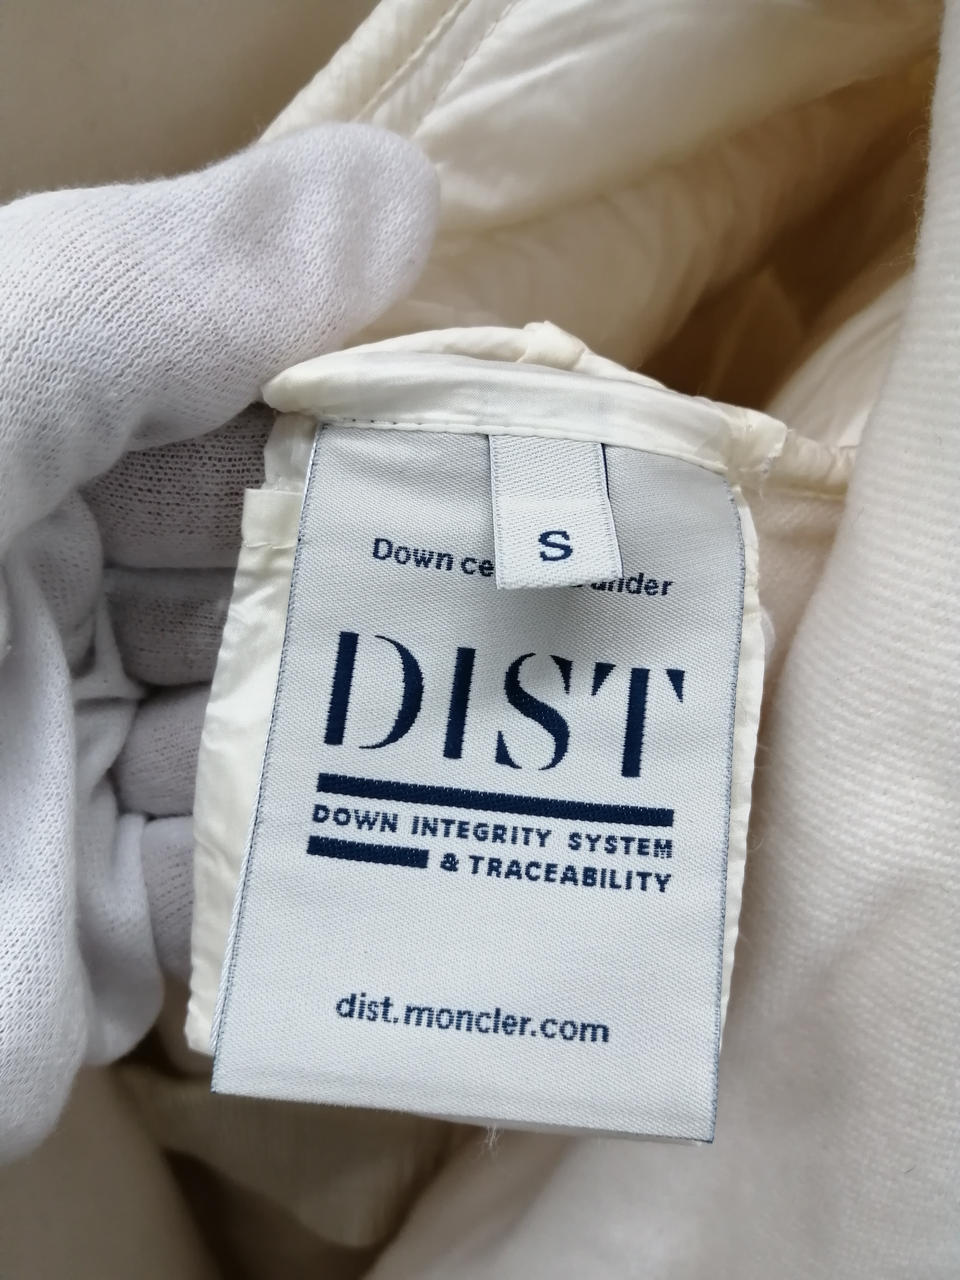 S
Down ce under
DIST
DOWN INTEGRITY SYSTEM
& TRACEABILITY
dist.moncler.com